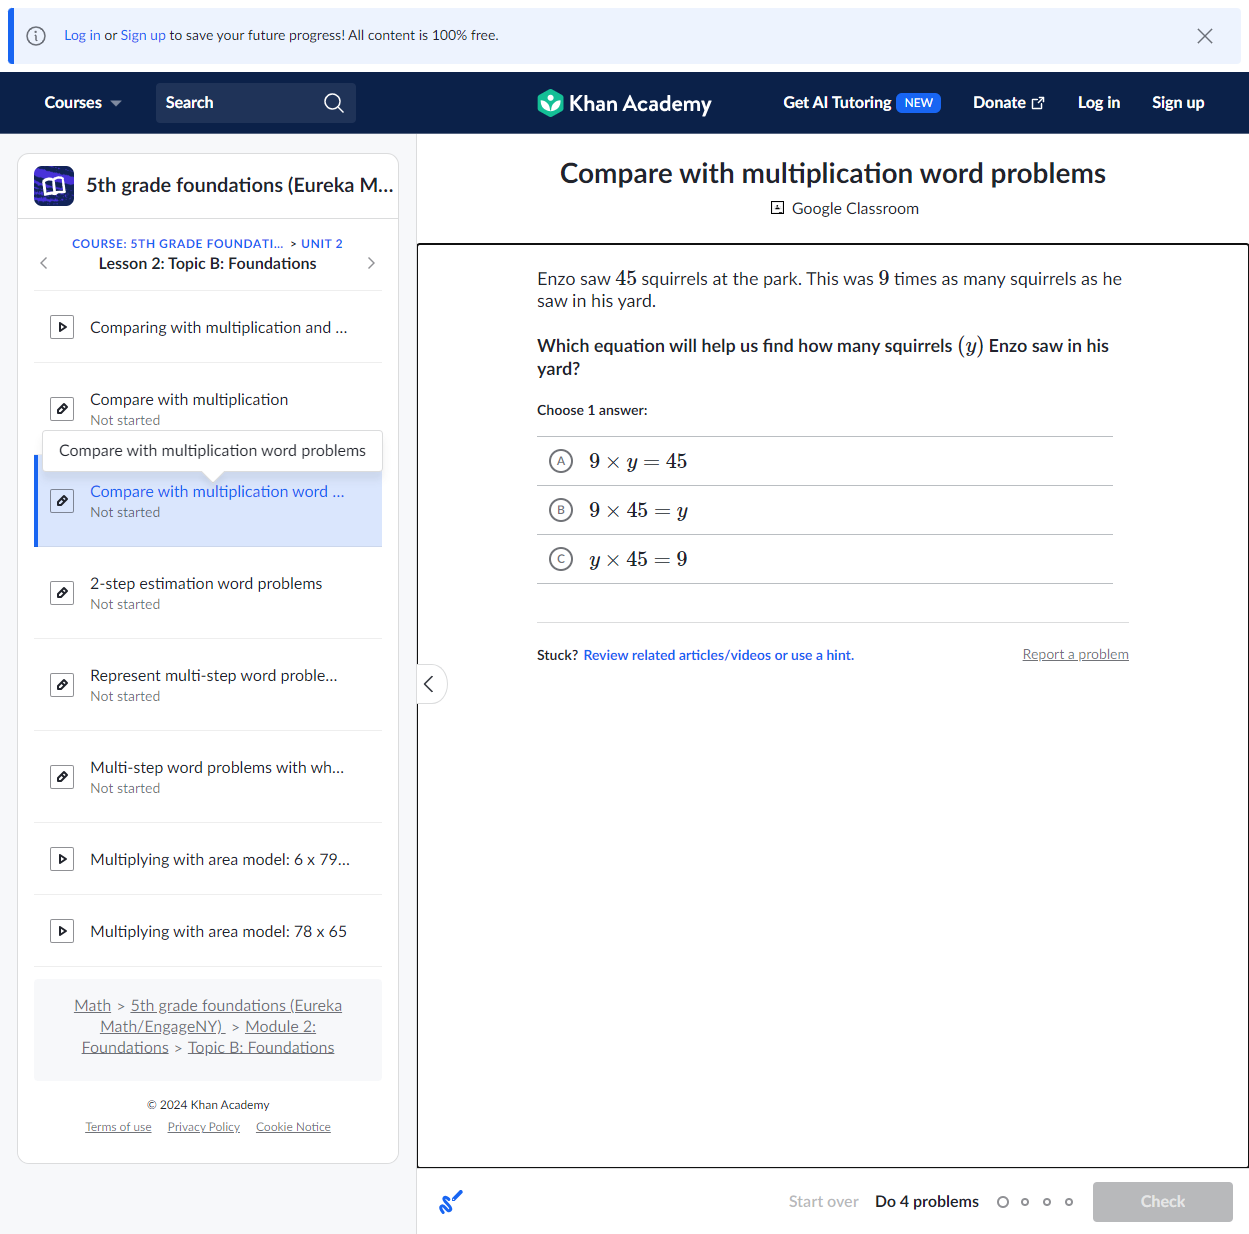 Log in or Sign up to save your future progress! All content is 100% free.
Courses
Search
Khan Academy
Get AI Tutoring NEW
Donate
Log in
Sign up
5th grade foundations (Eureka M...
COURSE: 5TH GRADE FOUNDATI... > UNIT 2
Lesson 2: Topic B: Foundations
Comparing with multiplication and ...
Compare with multiplication
Not started
Compare with multiplication word problems
Compare with multiplication word ...
Not started
2-step estimation word problems
Not started
Represent multi-step word proble...
Not started
Multi-step word problems with wh...
Not started
Multiplying with area model: 6 x 79...
Multiplying with area model: 78 x 65
Math > 5th grade foundations (Eureka
Math/EngageNY) > Module 2:
Foundations > Topic B: Foundations
© 2024 Khan Academy
Terms of use Privacy Policy Cookie Notice
Compare with multiplication word problems
Google Classroom
Enzo saw 45 squirrels at the park. This was 9 times as many squirrels as he
saw in his yard.
Which equation will help us find how many squirrels (y) Enzo saw in his
yard?
Choose 1 answer:
A 9 × y = 45
B 9 × 45 = y
C y × 45 = 9
Stuck? Review related articles/videos or use a hint.
Report a problem
Start over
Do 4 problems
Check